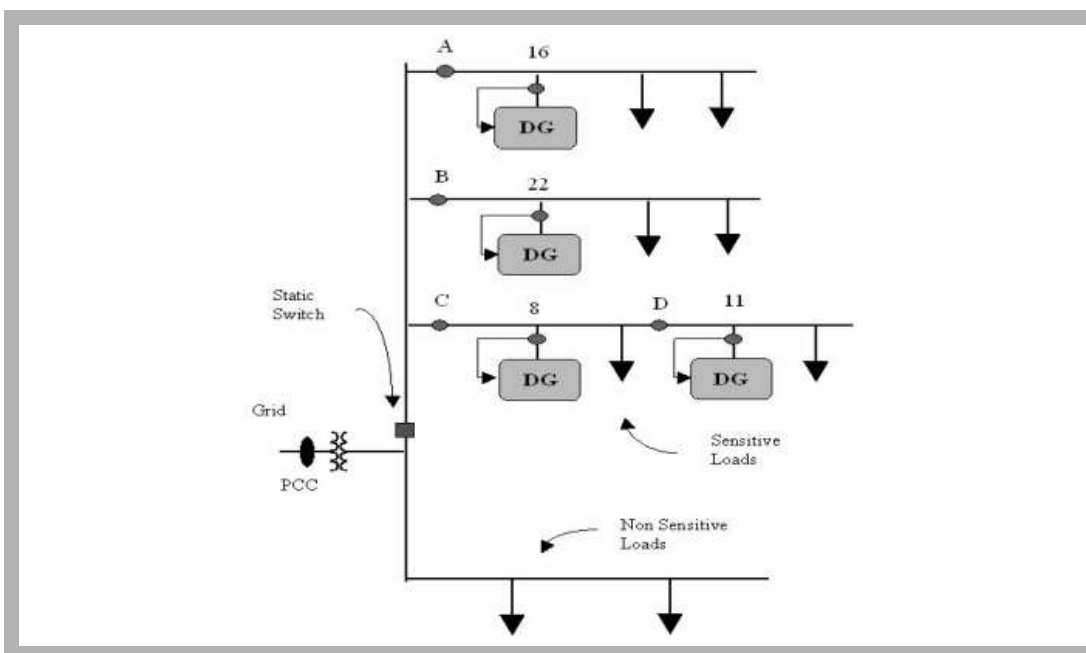 A
16
DG
B
22
DG
C
8
D
11
DG
DG
Static
Switch
Grid
PCC
Sensitive
Loads
Non Sensitive
Loads